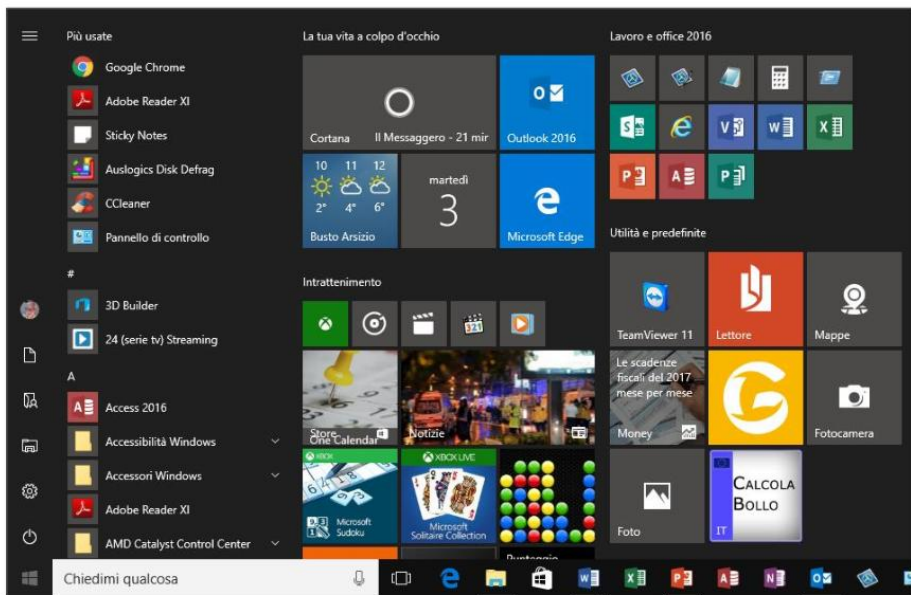 Più usate
Google Chrome
Adobe Reader XI
Sticky Notes
Auslogics Disk Defrag
CCleaner
Pannello di controllo
#
3D Builder
24 (serie tv) Streaming
A
Access 2016
Accessibilità Windows
Accessori Windows
Adobe Reader XI
AMD Catalyst Control Center
La tua vita a colpo d'occhio
Cortana
Il Messaggero - 21 mir
Outlook 2016
10 11 12
2° 4° 6°
Busto Arsizio
martedì
3
Microsoft Edge
Intrattenimento
321
Store
One Calendar
Notizie
XBOX
Microsoft
Sudoku
XBOX LIVE
Microsoft
Solitaire Collection
Punteggio
Lavoro e office 2016
Utilità e predefinite
TeamViewer 11
Lettore
Mappe
Le scadenze
fiscali del 2017
mese per mese
Money
Fotocamera
Foto
CALCOLA
BOLLO
IT
Chiedimi qualcosa